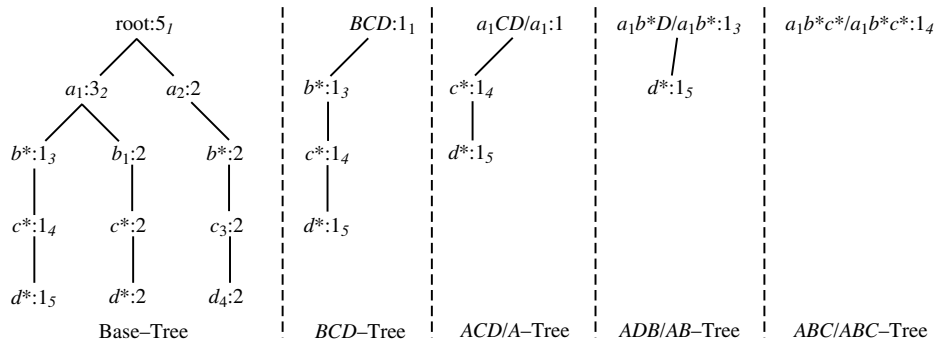 root:5₁ BCD:1₁ a₁CD/a₁:1 a₁b*D/a₁b*:1₃ a₁b*c*/a₁b*c*:1₄
a₁:3₂ a₂:2 b*:1₃ c*:1₄ d*:1₅
b*:1₃ b₁:2 b*:2 c*:1₄ d*:1₅
c*:1₄ c*:2 c₃:2 d*:1₅
d*:1₅ d*:2 d₄:2
Base–Tree BCD–Tree ACD/A–Tree ADB/AB–Tree ABC/ABC–Tree